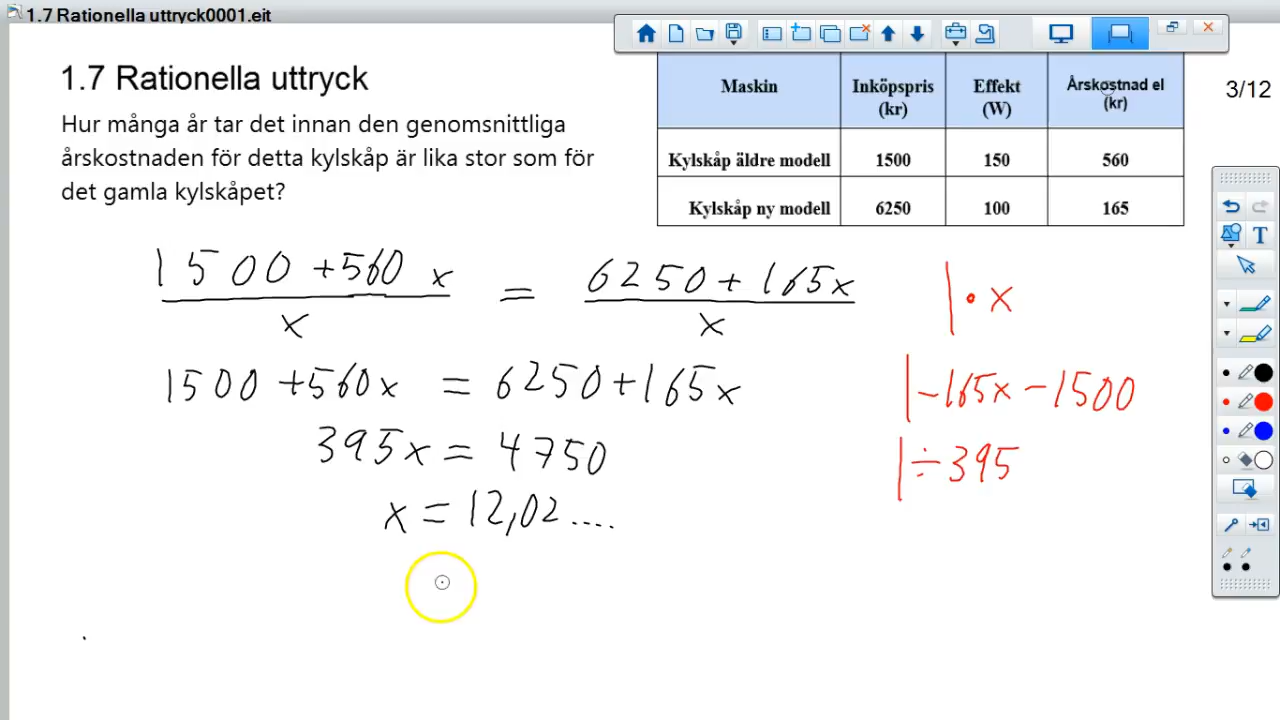 1.7 Rationella uttryck0001.eit
1.7 Rationella uttryck
Hur många år tar det innan den genomsnittliga
årskostnaden för detta kylskåp är lika stor som för
det gamla kylskåpet?
Maskin Inköpspris (kr) Effekt (W) Årskostnad el (kr)
Kylskåp äldre modell 1500 150 560
Kylskåp ny modell 6250 100 165
3/12
1500 + 560 x = 6250 + 165x | • x
x x
1500 + 560x = 6250 + 165x | - 165x - 1500
395x = 4750 | ÷ 395
x = 12,02....
T